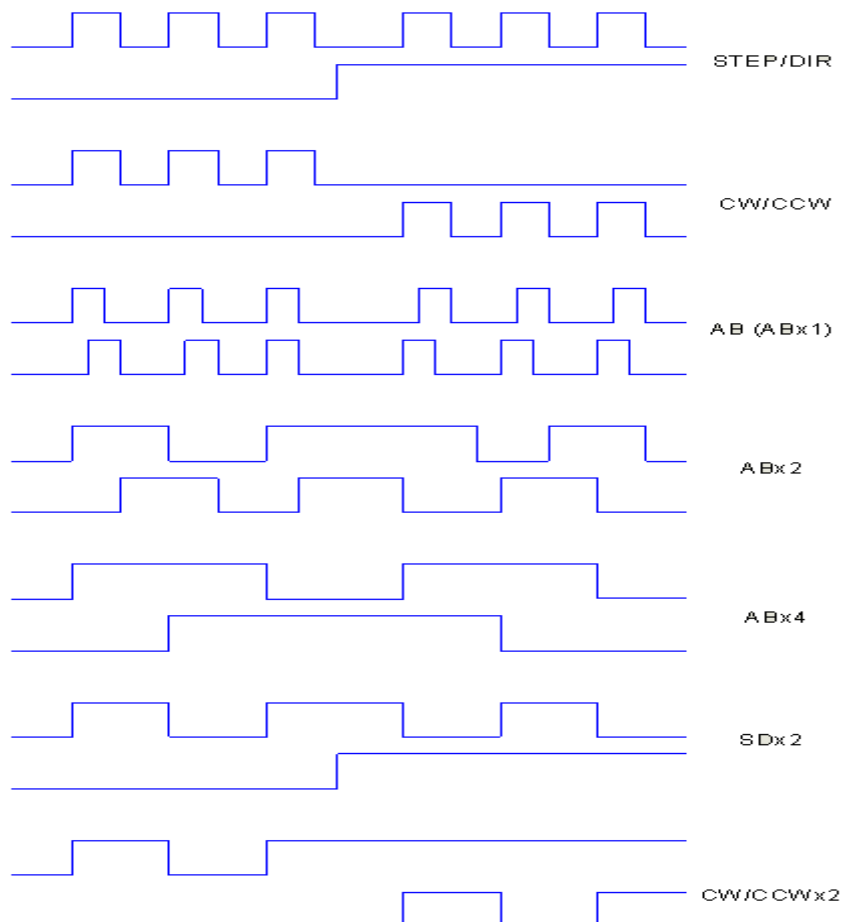 STEP/DIR
CW/CCW
AB (ABx1)
ABx2
ABx4
SDx2
CW/CCWx2